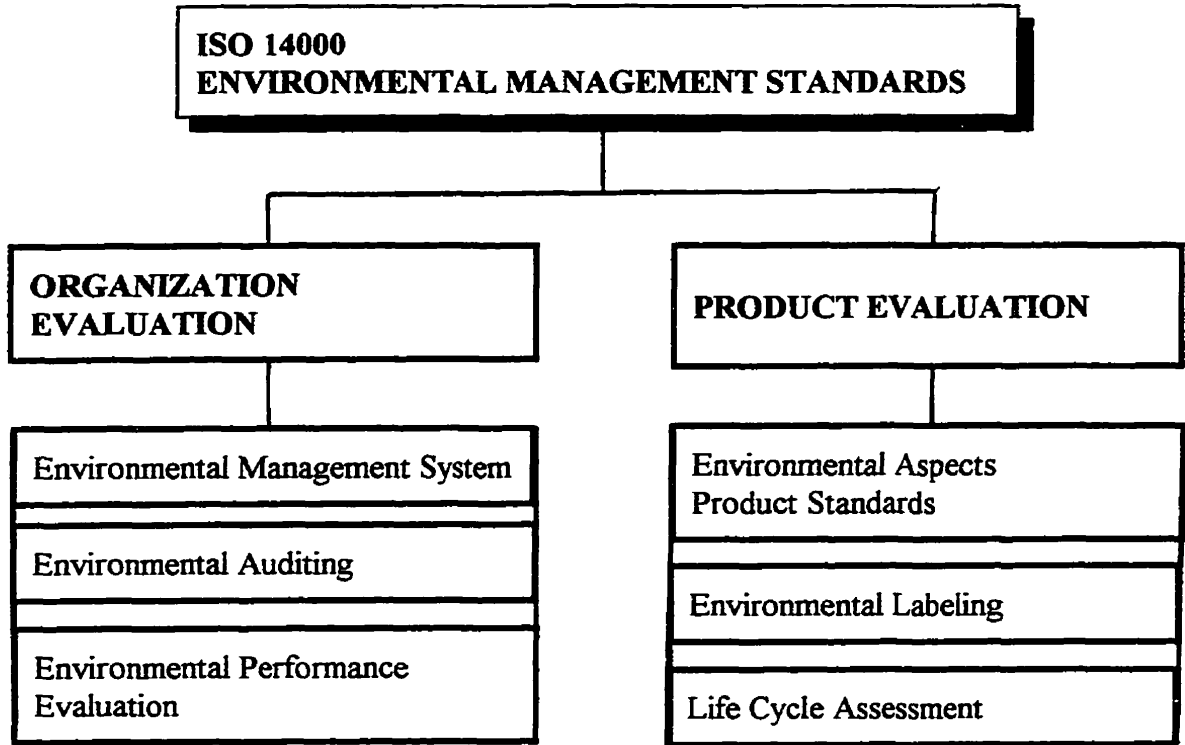 ISO 14000
ENVIRONMENTAL MANAGEMENT STANDARDS
ORGANIZATION
EVALUATION
PRODUCT EVALUATION
Environmental Management System
Environmental Auditing
Environmental Performance
Evaluation
Environmental Aspects
Product Standards
Environmental Labeling
Life Cycle Assessment